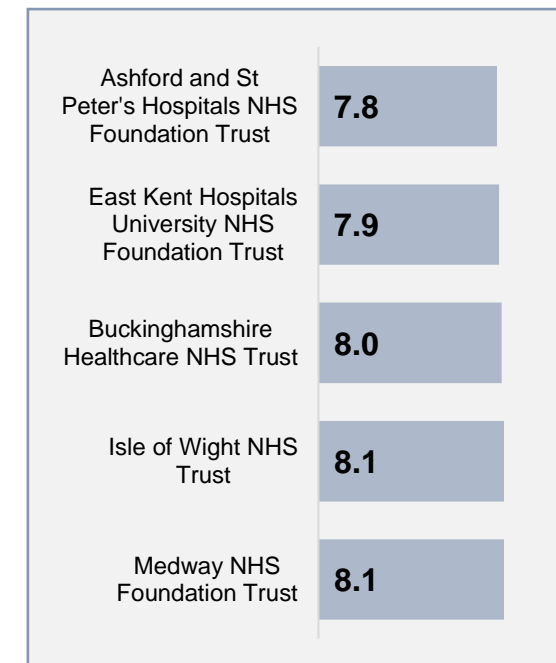 Ashford and St
Peter's Hospitals NHS
Foundation Trust
7.8
East Kent Hospitals
University NHS
Foundation Trust
7.9
Buckinghamshire
Healthcare NHS Trust
8.0
Isle of Wight NHS
Trust
8.1
Medway NHS
Foundation Trust
8.1